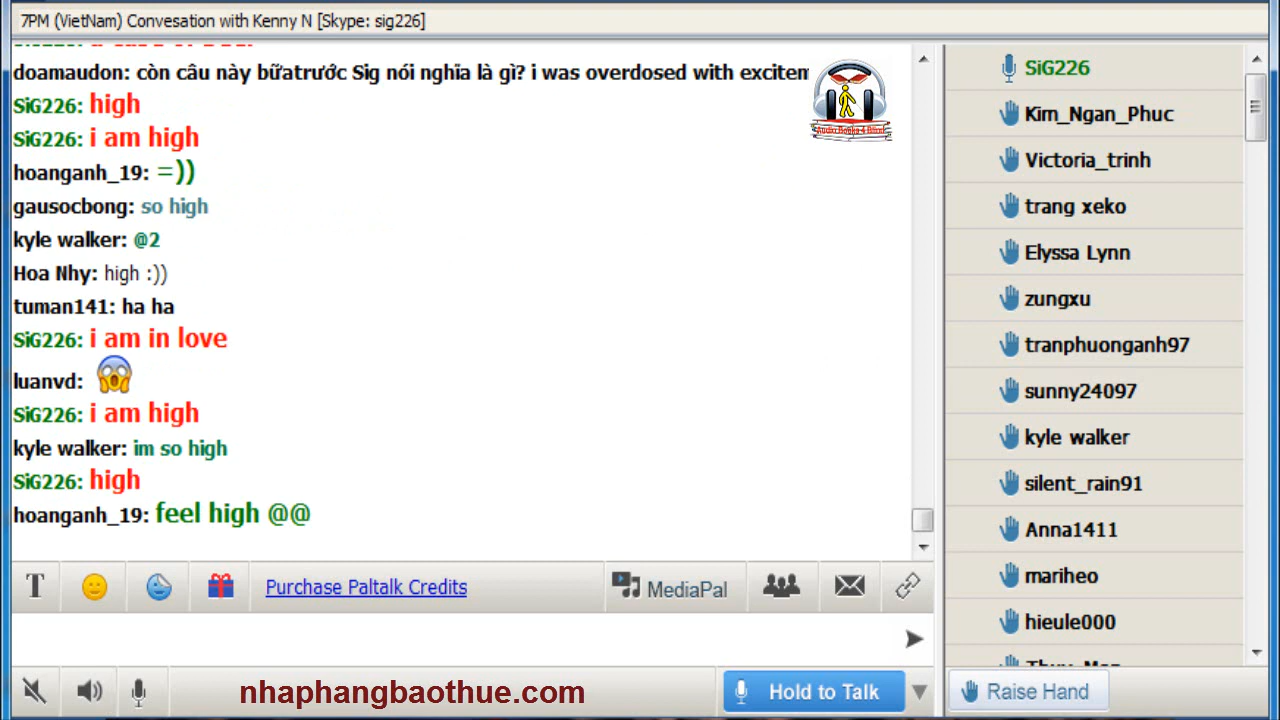 7PM (VietNam) Convesation with Kenny N [Skype: sig226]
doamaudon: còn câu này bữatrước Sig nói nghĩa là gì? i was overdosed with excitem
SiG226: high
SiG226: i am high
hoanganh_19: =))
gausocbong: so high
kyle walker: @2
Hoa Nhy: high :))
tuman141: ha ha
SiG226: i am in love
luanvd:
SiG226: i am high
kyle walker: im so high
SiG226: high
hoanganh_19: feel high @@
Audio Books 4 Blind
SiG226
Kim_Ngan_Phuc
Victoria_trinh
trang xeko
Elyssa Lynn
zungxu
tranphuonganh97
sunny24097
kyle walker
silent_rain91
Anna1411
mariheo
hieule000
T Purchase Paltalk Credits MediaPal
nhaphangbaothue.com
Hold to Talk
Raise Hand